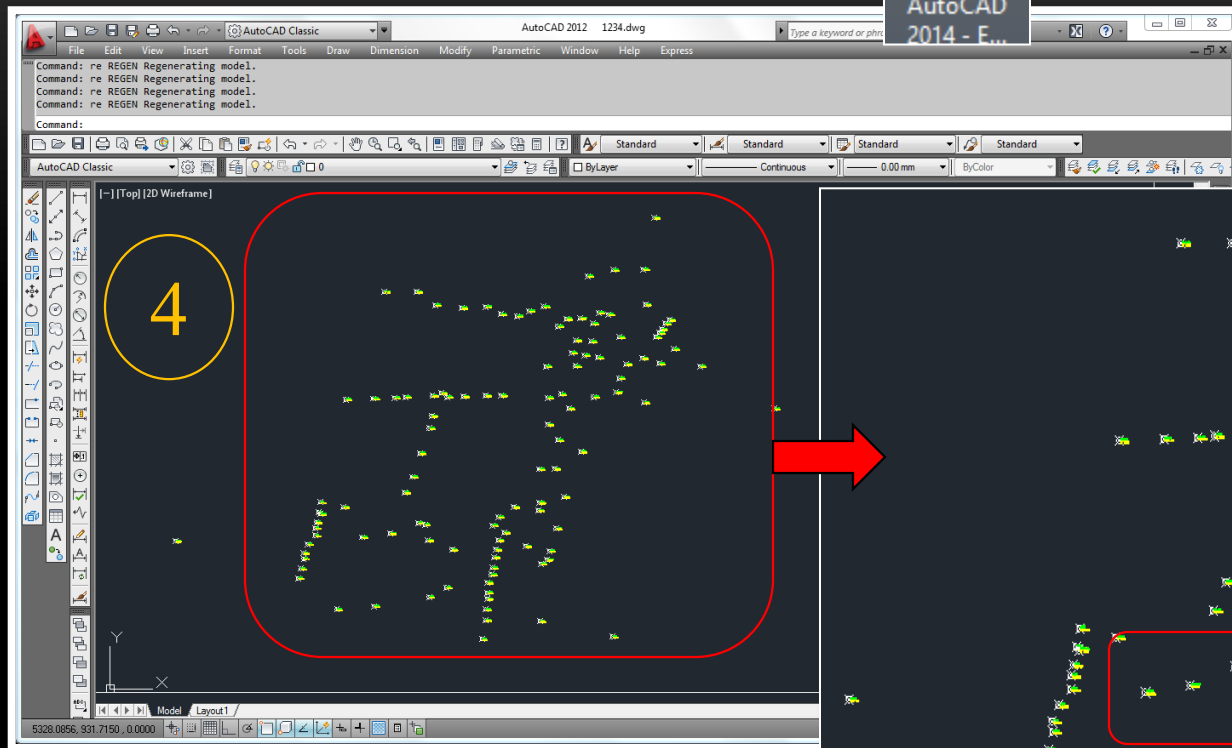 AutoCAD
2014 - E...
AutoCAD Classic
AutoCAD 2012 1234.dwg
Type a keyword or phra
File Edit View Insert Format Tools Draw Dimension Modify Parametric Window Help Express
Command: re REGEN Regenerating model.
Command: re REGEN Regenerating model.
Command: re REGEN Regenerating model.
Command: re REGEN Regenerating model.
Command:
Standard Standard Standard Standard
AutoCAD Classic 0 ByLayer Continuous 0.00 mm ByColor
[−] [Top] [2D Wireframe]
4
Y
X
Model Layout1
5328.0856, 931.7150 , 0.0000